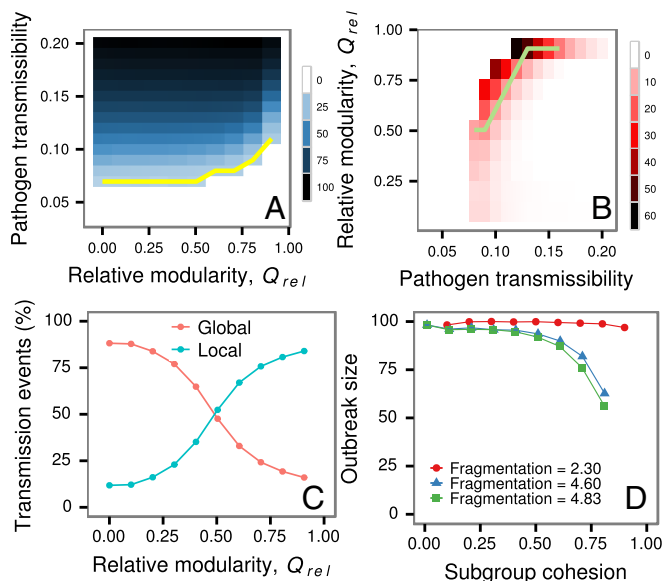 Pathogen transmissibility
0.20
0.15
0.10
0.05
0.00
0.25
0.50
0.75
1.00
Relative modularity, Q rel
0
25
50
75
100
A
Relative modularity, Q rel
1.00
0.75
0.50
0.25
0.05
0.10
0.15
0.20
Pathogen transmissibility
0
10
20
30
40
50
60
B
Transmission events (%)
100
75
50
25
0
Global
Local
0.00
0.25
0.50
0.75
1.00
Relative modularity, Q rel
C
Outbreak size
100
75
50
25
0
Fragmentation = 2.30
Fragmentation = 4.60
Fragmentation = 4.83
0.00
0.25
0.50
0.75
1.00
Subgroup cohesion
D